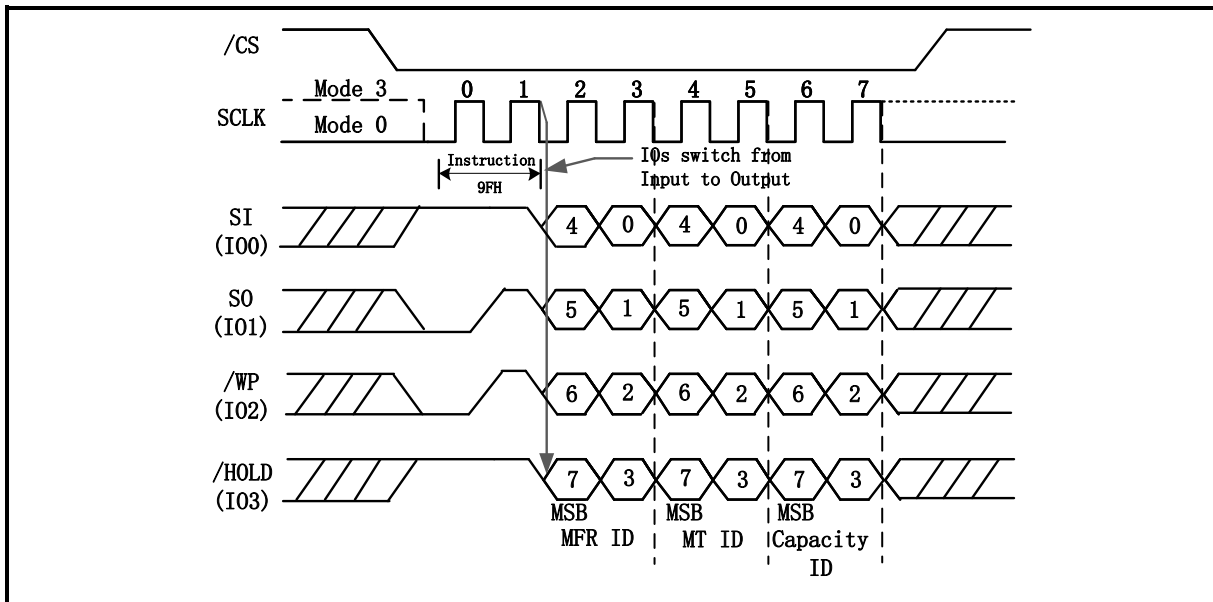 /CS
Mode 3
0 1 2 3 4 5 6 7
SCLK
Mode 0
Instruction
9FH
IOs switch from
Input to Output
SI
(IO0)
4 0 4 0 4 0
SO
(IO1)
5 1 5 1 5 1
/WP
(IO2)
6 2 6 2 6 2
/HOLD
(IO3)
7 3 7 3 7 3
MSB MSB MSB
MFR ID MT ID Capacity
ID